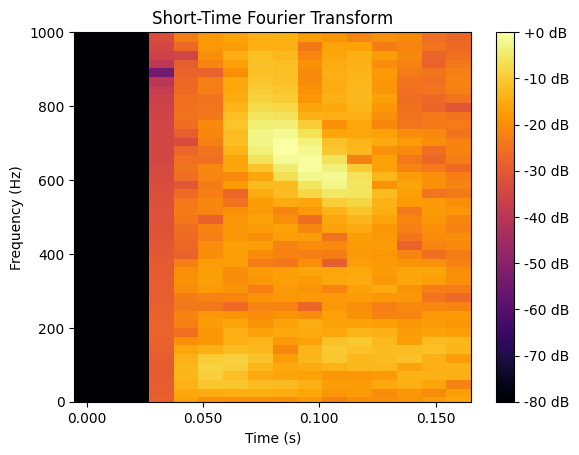 Short-Time Fourier Transform
1000
800
600
400
200
0
Frequency (Hz)
0.000
0.050
0.100
0.150
Time (s)
+0 dB
-10 dB
-20 dB
-30 dB
-40 dB
-50 dB
-60 dB
-70 dB
-80 dB